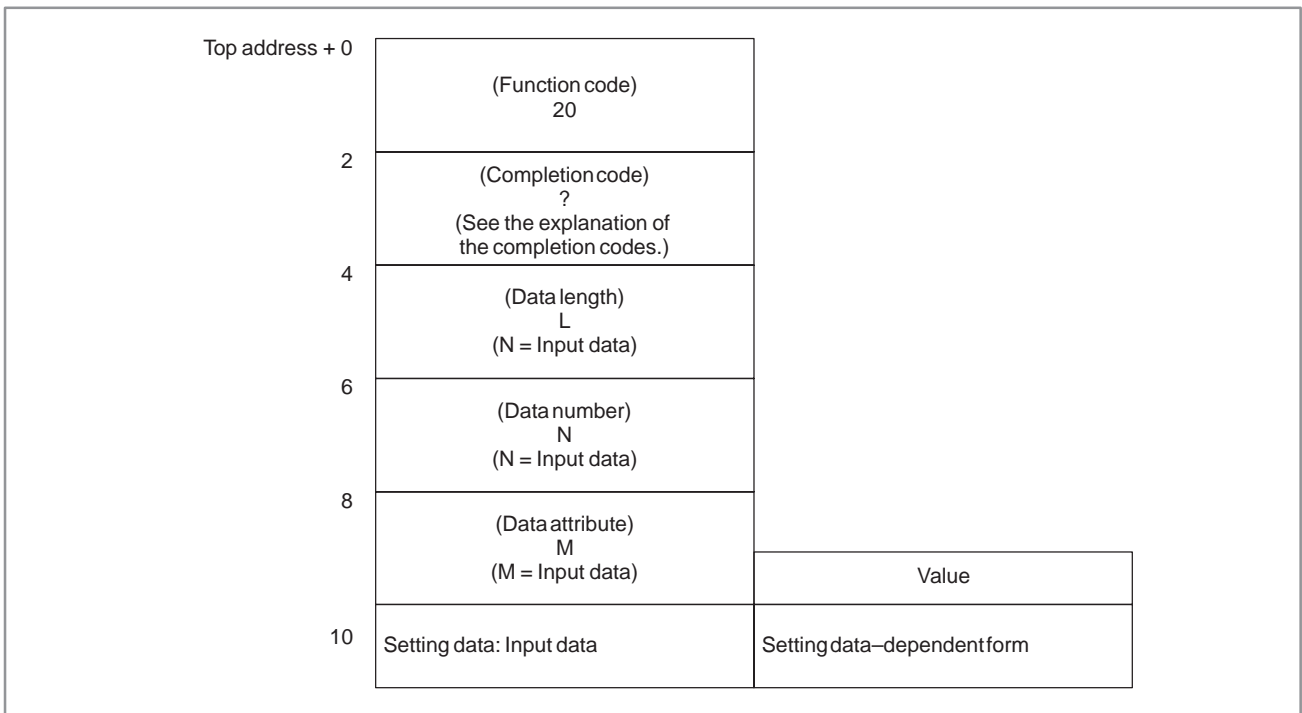 Top address + 0
(Function code)
20
2
(Completion code)
?
(See the explanation of
the completion codes.)
4
(Data length)
L
(N = Input data)
6
(Data number)
N
(N = Input data)
8
(Data attribute)
M
(M = Input data)
Value
10
Setting data: Input data
Setting data–dependent form